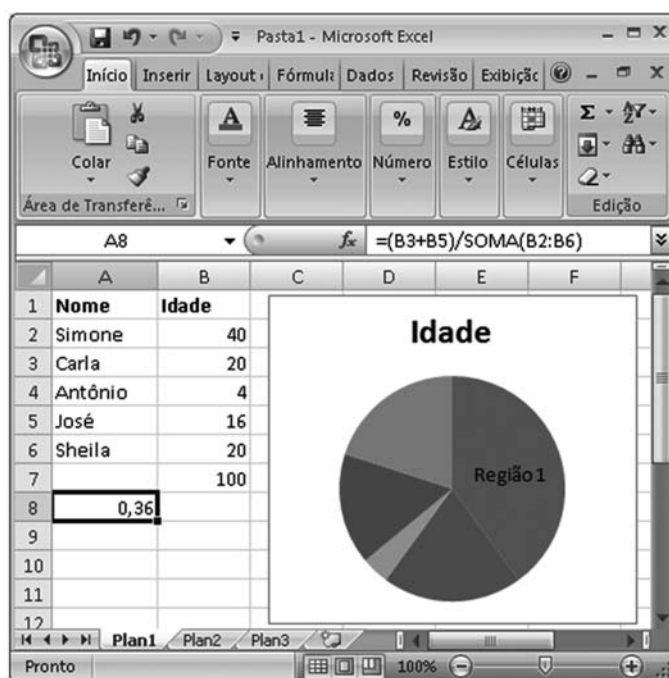 Pasta1 - Microsoft Excel
Início Inserir Layout Fórmula Dados Revisão Exibição
Colar
Fonte Alinhamento Número Estilo Células
Área de Transferê... Edição
A8 fx =(B3+B5)/SOMA(B2:B6)
A B C D E F
1 Nome Idade
2 Simone 40
3 Carla 20
4 Antônio 4
5 José 16
6 Sheila 20
7 100
8 0,36
9
10
11
12
Idade
Região 1
Plan1 Plan2 Plan3
Pronto 100%